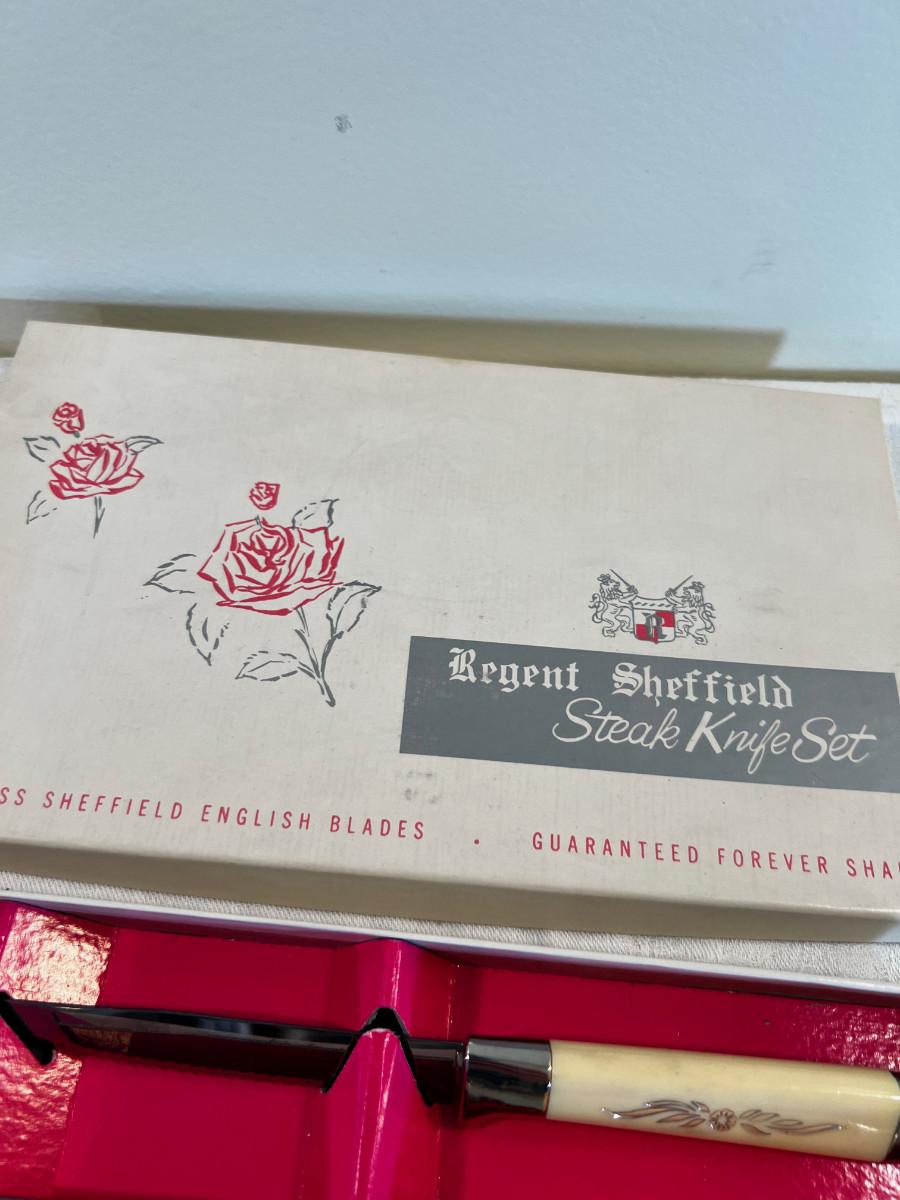 R
Regent Sheffield
Steak Knife Set
SHEFFIELD ENGLISH BLADES • GUARANTEED FOREVER